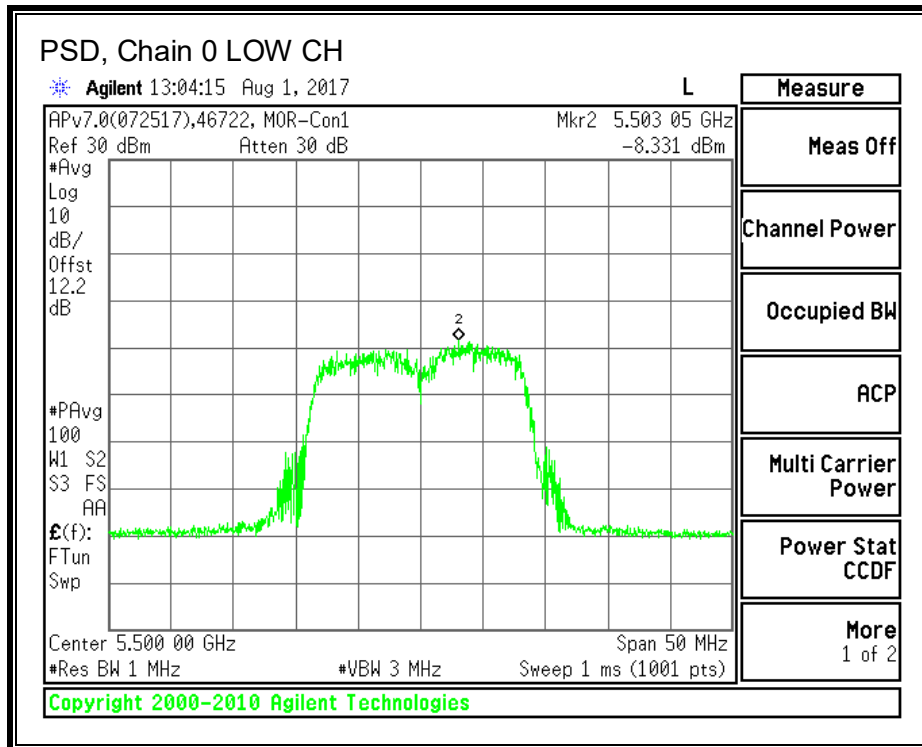 PSD, Chain 0 LOW CH
Agilent 13:04:15 Aug 1, 2017 L
APv7.0(072517),46722, MOR-Con1 Mkr2 5.503 05 GHz
Ref 30 dBm Atten 30 dB -8.331 dBm
#Avg
Log
10
dB/
Offst
12.2
dB
2
#PAvg
100
W1 S2
S3 FS
AA
£(f):
FTun
Swp
Center 5.500 00 GHz Span 50 MHz
#Res BW 1 MHz #VBW 3 MHz Sweep 1 ms (1001 pts)
Copyright 2000-2010 Agilent Technologies
Measure
Meas Off
Channel Power
Occupied BW
ACP
Multi Carrier
Power
Power Stat
CCDF
More
1 of 2